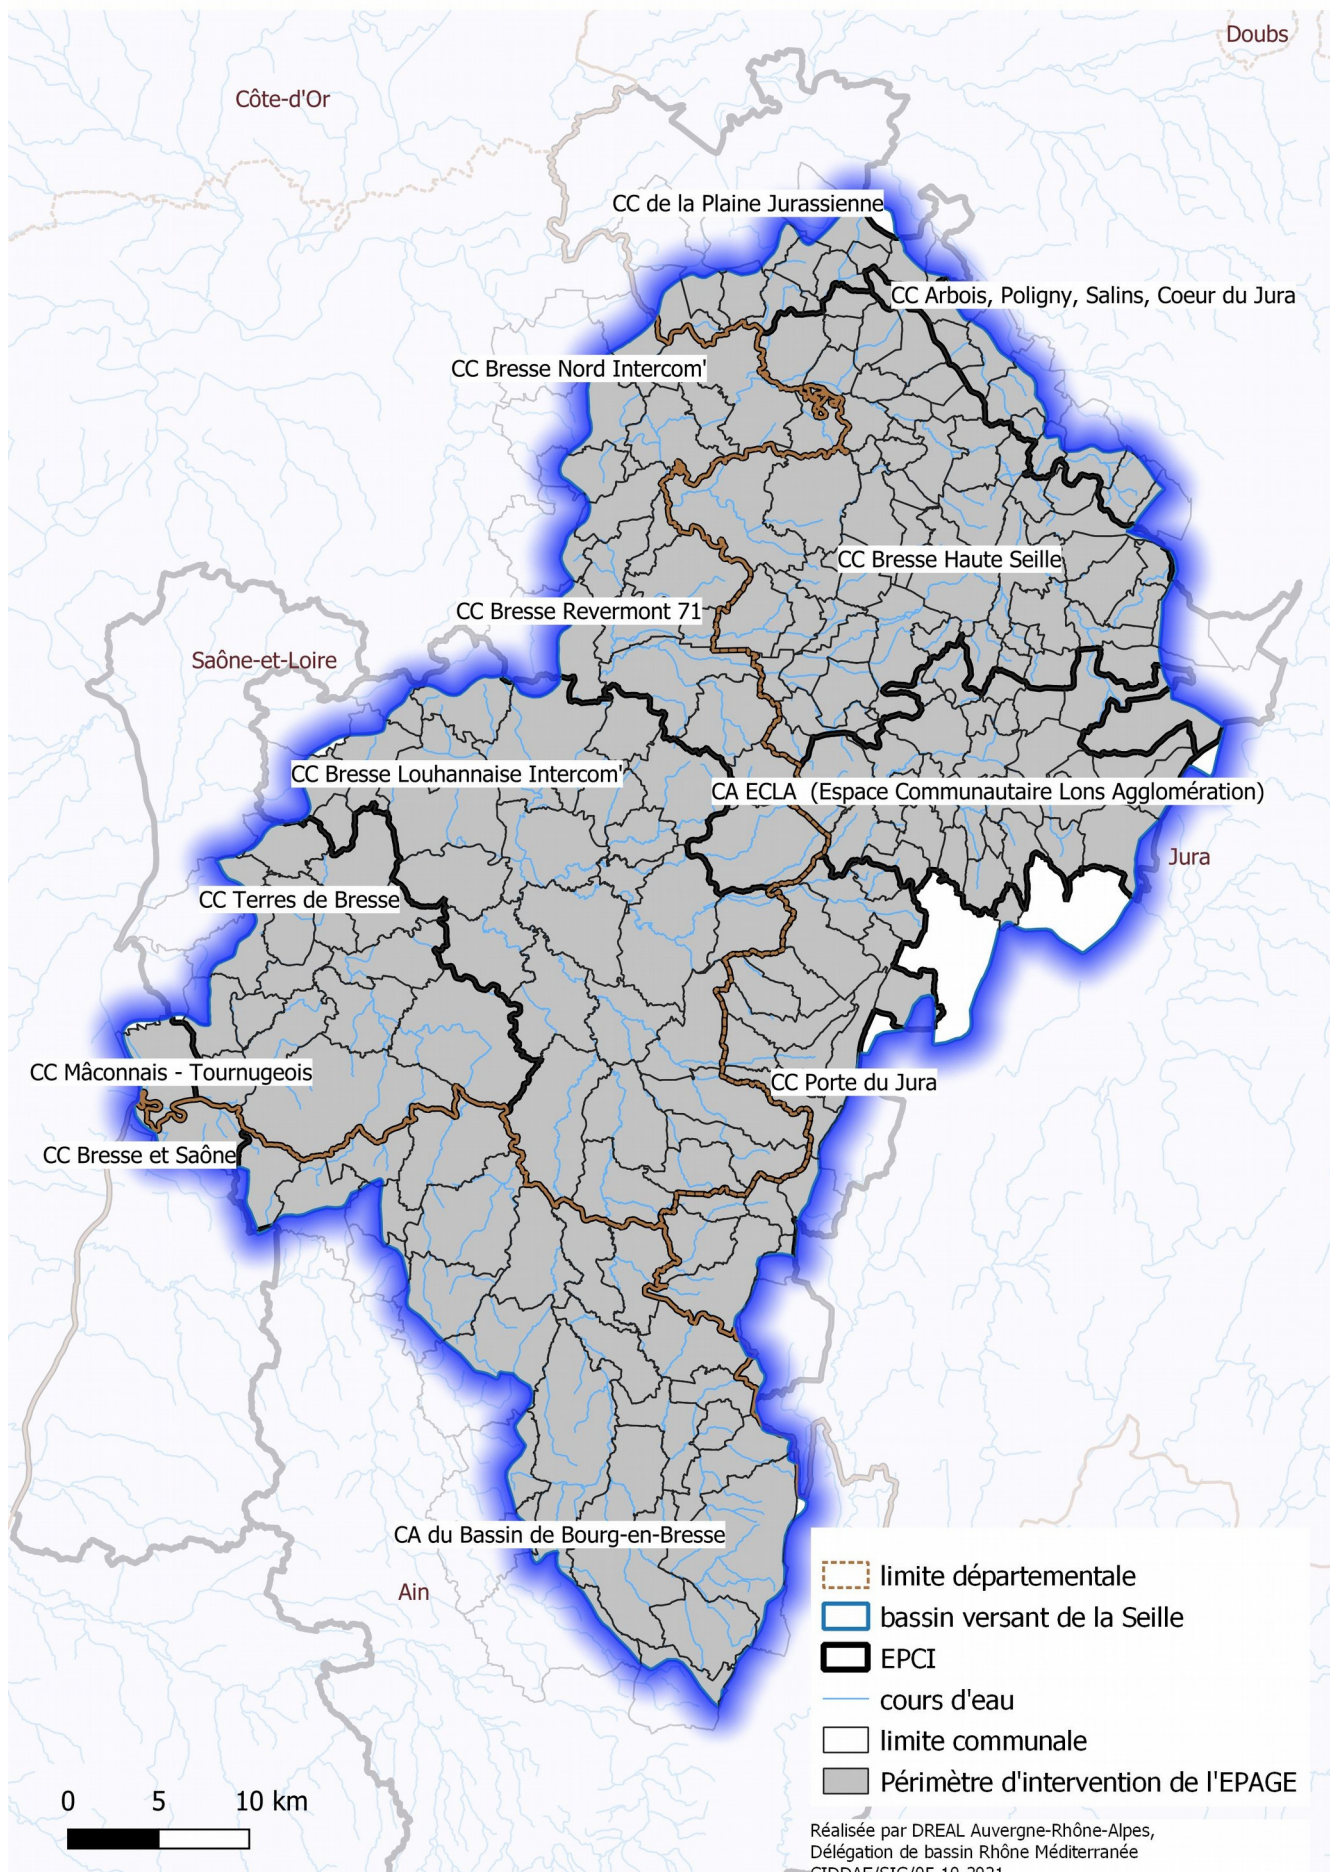 Doubs
Côte-d'Or
CC de la Plaine Jurassienne
CC Arbois, Poligny, Salins, Coeur du Jura
CC Bresse Nord Intercom'
CC Bresse Haute Seille
CC Bresse Revermont 71
Saône-et-Loire
CC Bresse Louhannaise Intercom'
CA ECLA (Espace Communautaire Lons Agglomération)
Jura
CC Terres de Bresse
CC Mâconnais - Tournugeois
CC Porte du Jura
CC Bresse et Saône
CA du Bassin de Bourg-en-Bresse
Ain
limite départementale
bassin versant de la Seille
EPCI
cours d'eau
limite communale
Périmètre d'intervention de l'EPAGE
0 5 10 km
Réalisée par DREAL Auvergne-Rhône-Alpes,
Délégation de bassin Rhône Méditerranée
CIDDAE/SIG/05-10-2021